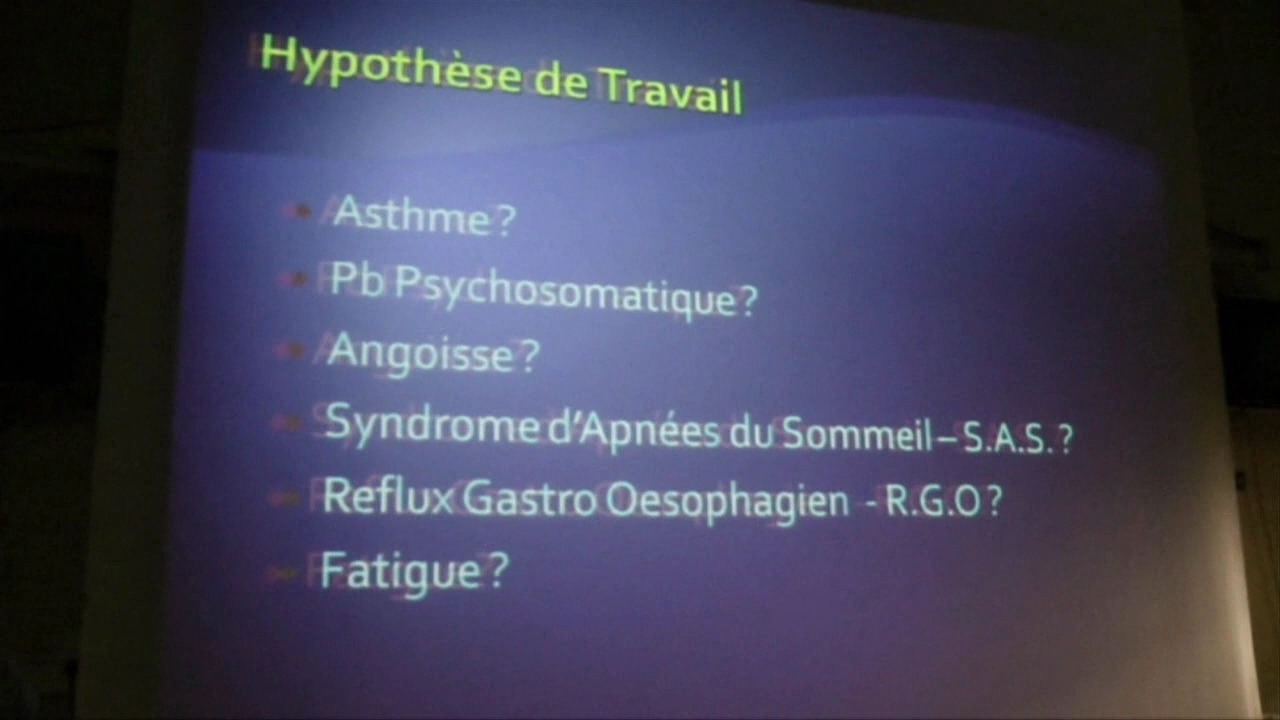 Hypothèse de Travail
Asthme ?
Pb Psychosomatique ?
Angoisse ?
Syndrome d'Apnées du Sommeil – S.A.S. ?
Reflux Gastro Oesophagien - R.G.O ?
Fatigue ?